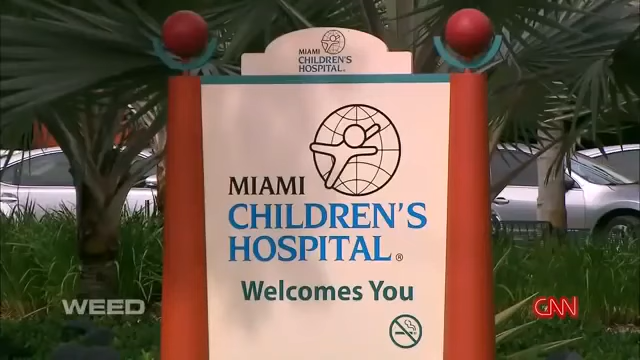 MIAMI
CHILDREN'S
HOSPITAL®
MIAMI
CHILDREN'S
HOSPITAL®
Welcomes You
WEED
CNN